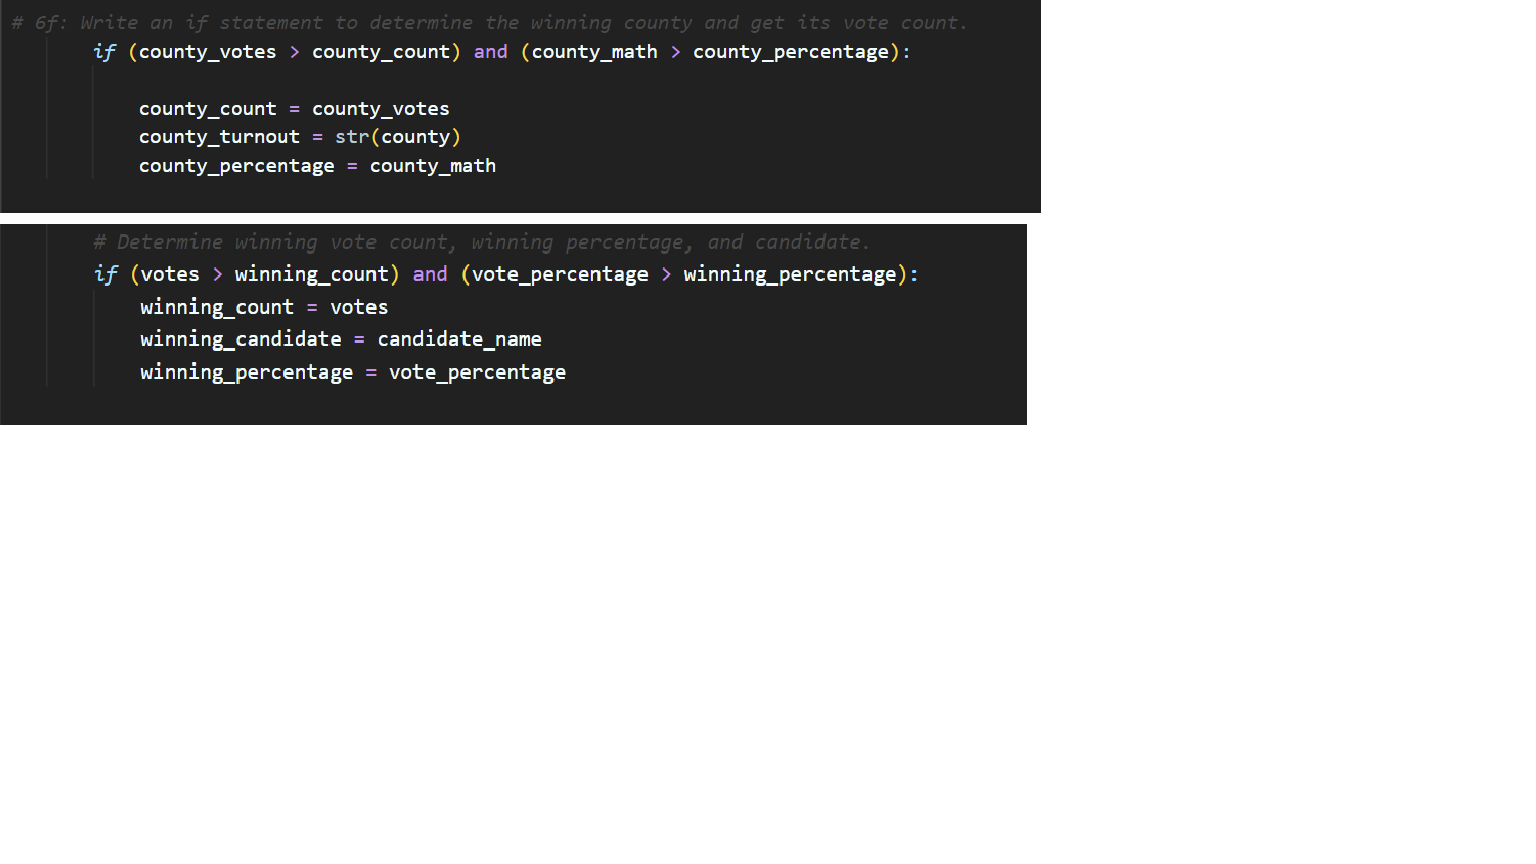 # 6f: Write an if statement to determine the winning county and get its vote count.
if (county_votes > county_count) and (county_math > county_percentage):
county_count = county_votes
county_turnout = str(county)
county_percentage = county_math
# Determine winning vote count, winning percentage, and candidate.
if (votes > winning_count) and (vote_percentage > winning_percentage):
winning_count = votes
winning_candidate = candidate_name
winning_percentage = vote_percentage